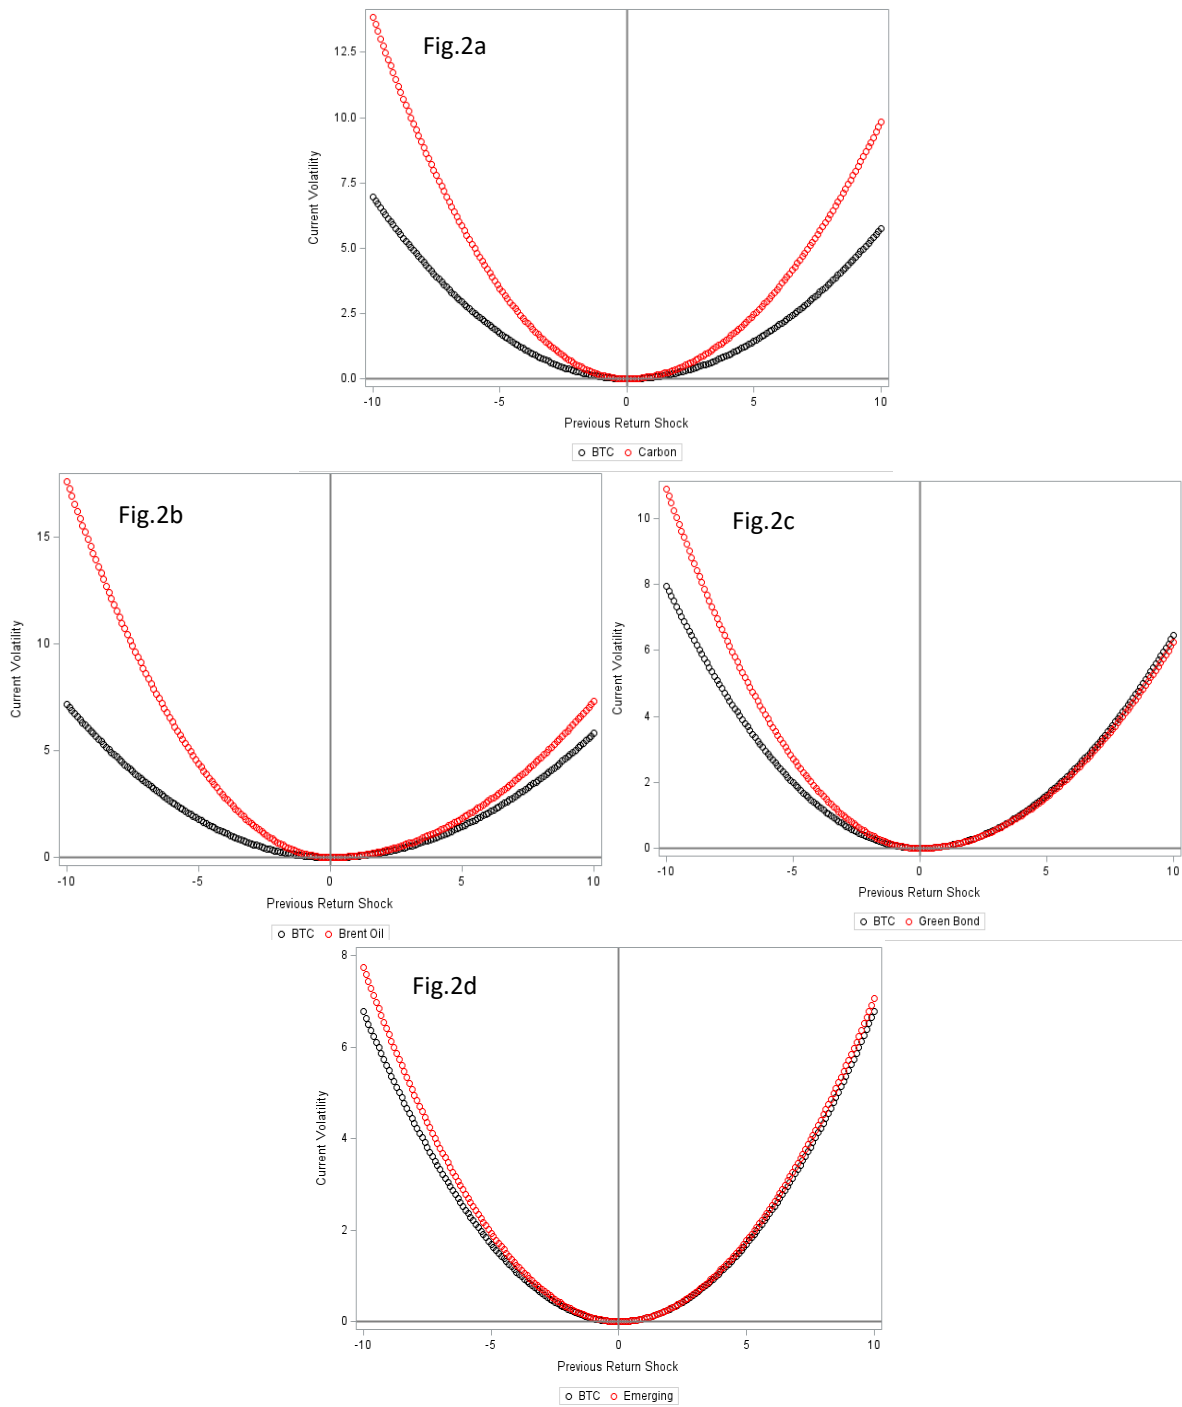 Fig.2a
12.5
10.0
7.5
5.0
2.5
0.0
Current Volatility
-10 -5 0 5 10
Previous Return Shock
BTC Carbon
Fig.2b
15
10
5
0
Current Volatility
-10 -5 0 5 10
Previous Return Shock
BTC Brent Oil
Fig.2c
10
8
6
4
2
0
Current Volatility
-10 -5 0 5 10
Previous Return Shock
BTC Green Bond
Fig.2d
8
6
4
2
0
Current Volatility
-10 -5 0 5 10
Previous Return Shock
BTC Emerging